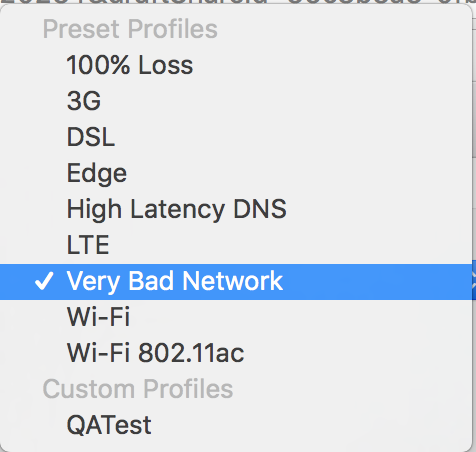 Preset Profiles
100% Loss
3G
DSL
Edge
High Latency DNS
LTE
✓ Very Bad Network
Wi-Fi
Wi-Fi 802.11ac
Custom Profiles
QATest